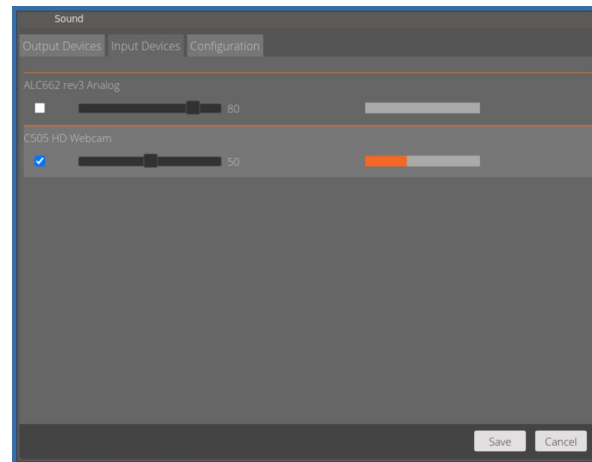 Sound
Output Devices Input Devices Configuration
ALC662 rev3 Analog
80
C505 HD Webcam
50
Save Cancel